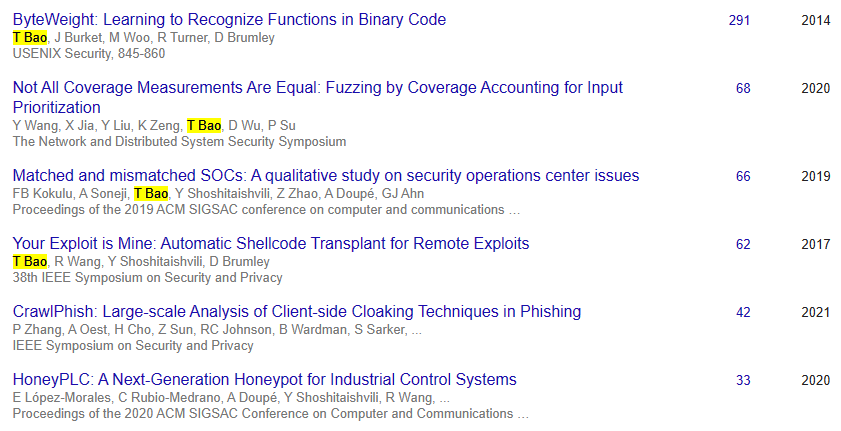 ByteWeight: Learning to Recognize Functions in Binary Code 291 2014
T Bao, J Burket, M Woo, R Turner, D Brumley
USENIX Security, 845-860
Not All Coverage Measurements Are Equal: Fuzzing by Coverage Accounting for Input 68 2020
Prioritization
Y Wang, X Jia, Y Liu, K Zeng, T Bao, D Wu, P Su
The Network and Distributed System Security Symposium
Matched and mismatched SOCs: A qualitative study on security operations center issues 66 2019
FB Kokulu, A Soneji, T Bao, Y Shoshitaishvili, Z Zhao, A Doupé, GJ Ahn
Proceedings of the 2019 ACM SIGSAC conference on computer and communications …
Your Exploit is Mine: Automatic Shellcode Transplant for Remote Exploits 62 2017
T Bao, R Wang, Y Shoshitaishvili, D Brumley
38th IEEE Symposium on Security and Privacy
CrawlPhish: Large-scale Analysis of Client-side Cloaking Techniques in Phishing 42 2021
P Zhang, A Oest, H Cho, Z Sun, RC Johnson, B Wardman, S Sarker, ...
IEEE Symposium on Security and Privacy
HoneyPLC: A Next-Generation Honeypot for Industrial Control Systems 33 2020
E López-Morales, C Rubio-Medrano, A Doupé, Y Shoshitaishvili, R Wang, ...
Proceedings of the 2020 ACM SIGSAC Conference on Computer and Communications …